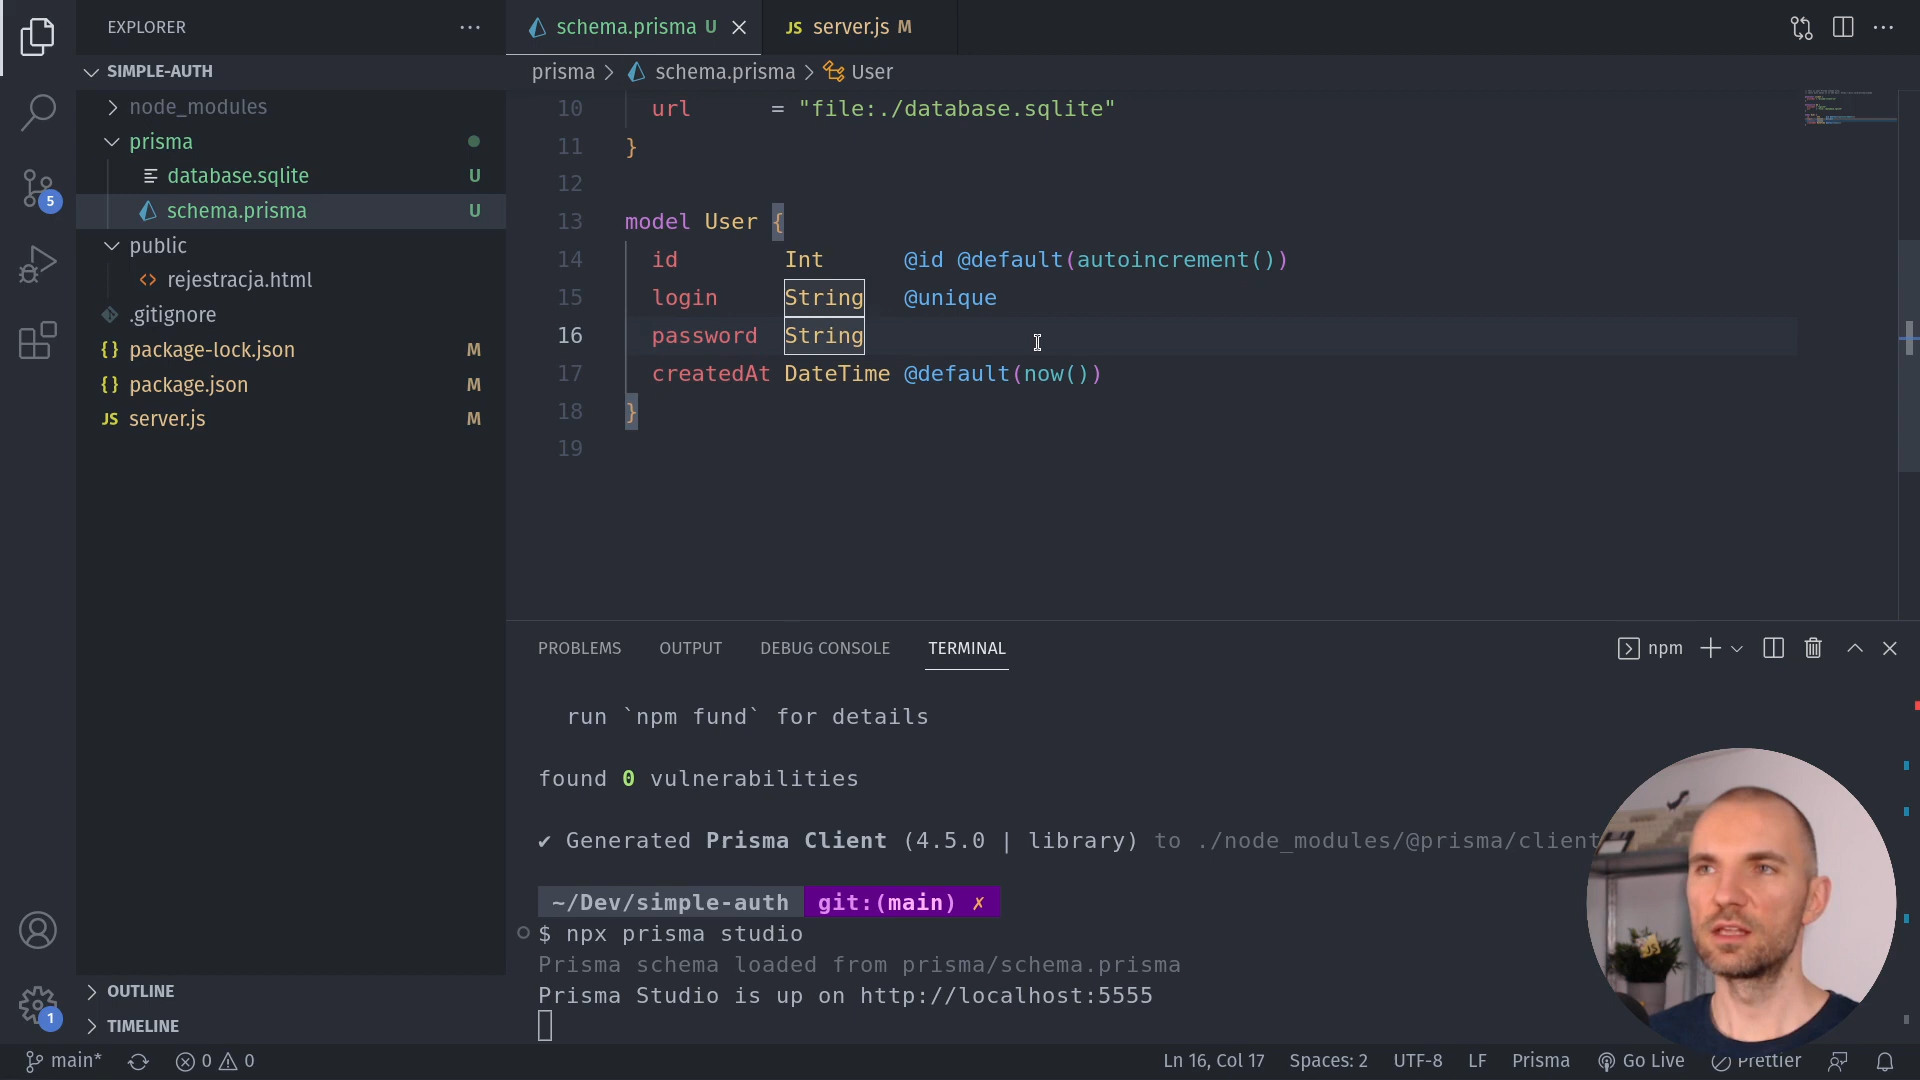 EXPLORER
SIMPLE-AUTH
node_modules
prisma
database.sqlite U
schema.prisma U
public
<> rejestracja.html
.gitignore
{} package-lock.json M
{} package.json M
JS server.js M
OUTLINE
TIMELINE
5
1
schema.prisma U
JS server.js M
prisma > schema.prisma > User
10 url = "file:./database.sqlite"
11 }
12
13 model User {
14 id Int @id @default(autoincrement())
15 login String @unique
16 password String
17 createdAt DateTime @default(now())
18 }
19
PROBLEMS OUTPUT DEBUG CONSOLE TERMINAL
npm
run `npm fund` for details
found 0 vulnerabilities
✔ Generated Prisma Client (4.5.0 | library) to ./node_modules/@prisma/client
~/Dev/simple-auth git:(main) ✗
$ npx prisma studio
Prisma schema loaded from prisma/schema.prisma
Prisma Studio is up on http://localhost:5555
main* 0 0 Ln 16, Col 17 Spaces: 2 UTF-8 LF Prisma Go Live Prettier